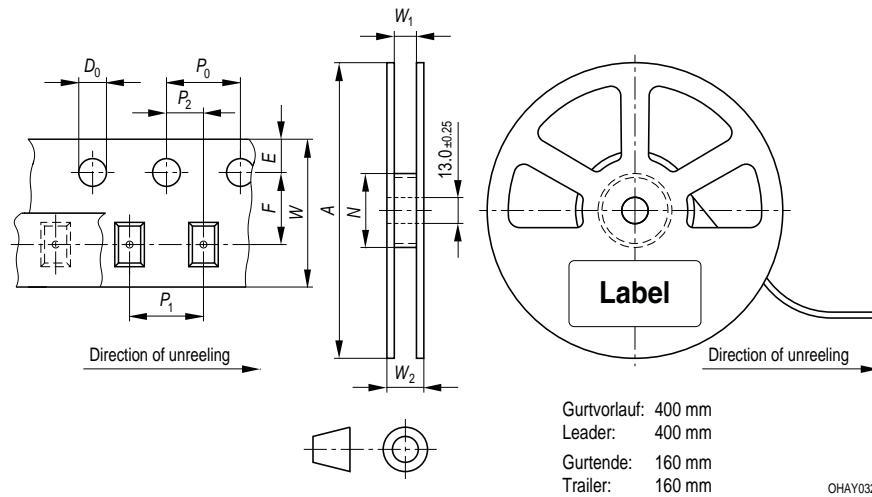 W1
D0
P0
P2
E
F
W
A
N
13.0 ±0.25
Label
P1
Direction of unreeling
W2
Direction of unreeling
Gurtvorlauf: 400 mm
Leader: 400 mm
Gurtende: 160 mm
Trailer: 160 mm